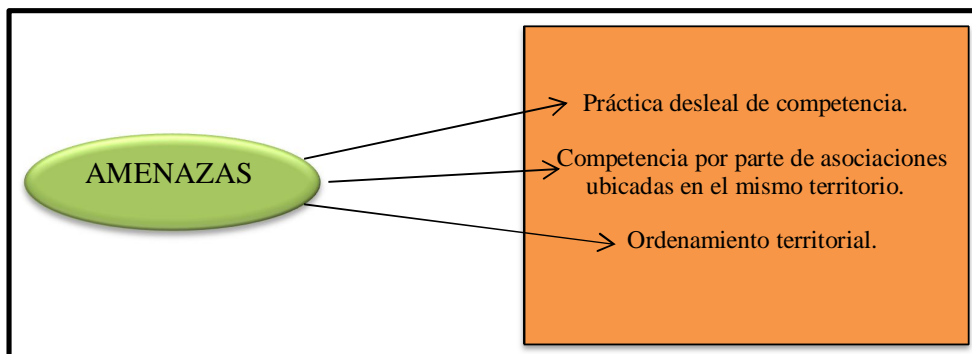 AMENAZAS
Práctica desleal de competencia.
Competencia por parte de asociaciones
ubicadas en el mismo territorio.
Ordenamiento territorial.